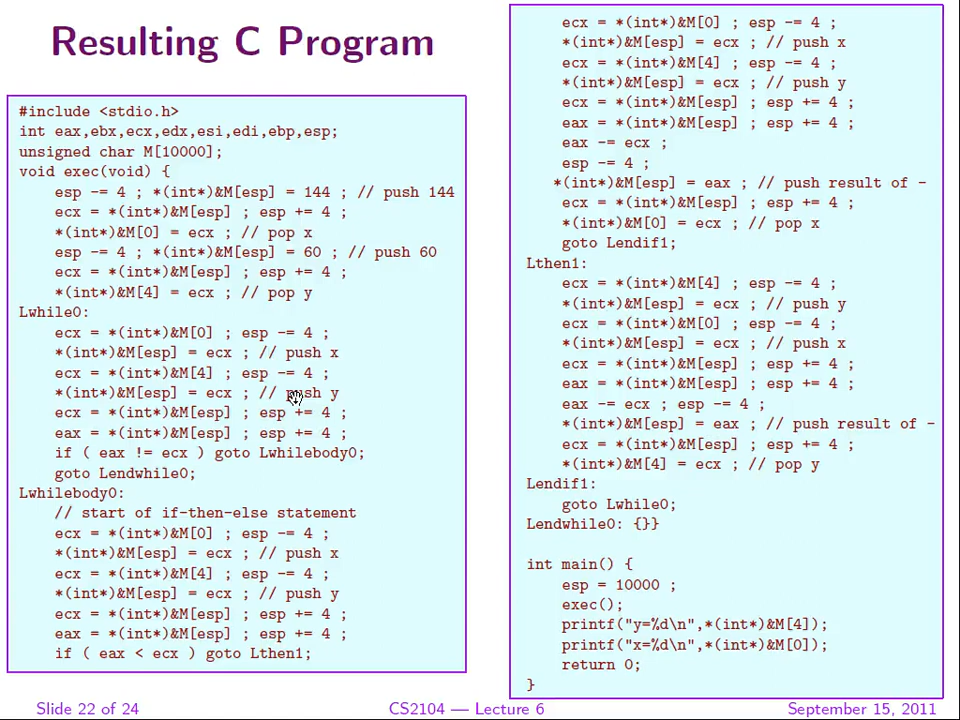 Resulting C Program
#include <stdio.h>
int eax,ebx,ecx,edx,esi,edi,ebp,esp;
unsigned char M[10000];
void exec(void) {
esp -= 4 ; *(int*)&M[esp] = 144 ; // push 144
ecx = *(int*)&M[esp] ; esp += 4 ;
*(int*)&M[0] = ecx ; // pop x
esp -= 4 ; *(int*)&M[esp] = 60 ; // push 60
ecx = *(int*)&M[esp] ; esp += 4 ;
*(int*)&M[4] = ecx ; // pop y
Lwhile0:
ecx = *(int*)&M[0] ; esp -= 4 ;
*(int*)&M[esp] = ecx ; // push x
ecx = *(int*)&M[4] ; esp -= 4 ;
*(int*)&M[esp] = ecx ; // push y
ecx = *(int*)&M[esp] ; esp += 4 ;
eax = *(int*)&M[esp] ; esp += 4 ;
if ( eax != ecx ) goto Lwhilebody0;
goto Lendwhile0;
Lwhilebody0:
// start of if-then-else statement
ecx = *(int*)&M[0] ; esp -= 4 ;
*(int*)&M[esp] = ecx ; // push x
ecx = *(int*)&M[4] ; esp -= 4 ;
*(int*)&M[esp] = ecx ; // push y
ecx = *(int*)&M[esp] ; esp += 4 ;
eax = *(int*)&M[esp] ; esp += 4 ;
if ( eax < ecx ) goto Lthen1;
ecx = *(int*)&M[0] ; esp -= 4 ;
*(int*)&M[esp] = ecx ; // push x
ecx = *(int*)&M[4] ; esp -= 4 ;
*(int*)&M[esp] = ecx ; // push y
ecx = *(int*)&M[esp] ; esp += 4 ;
eax = *(int*)&M[esp] ; esp += 4 ;
eax -= ecx ;
esp -= 4 ;
*(int*)&M[esp] = eax ; // push result of -
ecx = *(int*)&M[esp] ; esp += 4 ;
*(int*)&M[0] = ecx ; // pop x
goto Lendif1;
Lthen1:
ecx = *(int*)&M[4] ; esp -= 4 ;
*(int*)&M[esp] = ecx ; // push y
ecx = *(int*)&M[0] ; esp -= 4 ;
*(int*)&M[esp] = ecx ; // push x
ecx = *(int*)&M[esp] ; esp += 4 ;
eax = *(int*)&M[esp] ; esp += 4 ;
eax -= ecx ; esp -= 4 ;
*(int*)&M[esp] = eax ; // push result of -
ecx = *(int*)&M[esp] ; esp += 4 ;
*(int*)&M[4] = ecx ; // pop y
Lendif1:
goto Lwhile0;
Lendwhile0: {}}
int main() {
esp = 10000 ;
exec();
printf("y=%d\n",*(int*)&M[4]);
printf("x=%d\n",*(int*)&M[0]);
return 0;
}
Slide 22 of 24
CS2104 — Lecture 6
September 15, 2011